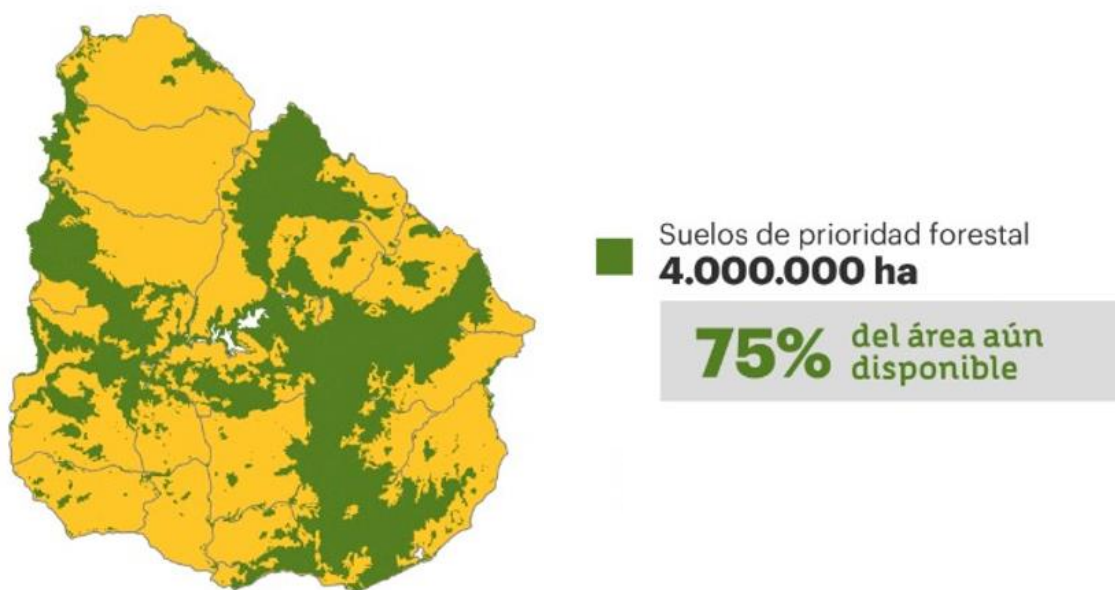 Suelos de prioridad forestal
4.000.000 ha
75% del área aún
disponible